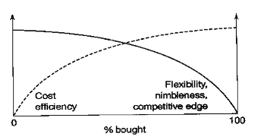 Cost
efficiency
Flexibility,
nimbleness,
competitive edge
0
100
% bought